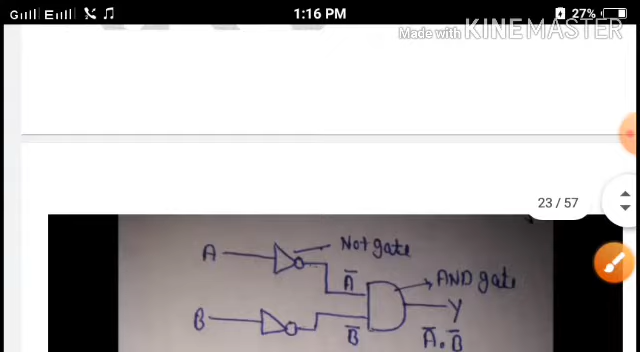 1:16 PM
27%
Made with KINEMASTER
23 / 57
A
Not gate
Ā
AND gate
Y
B
B̄
Ā. B̄